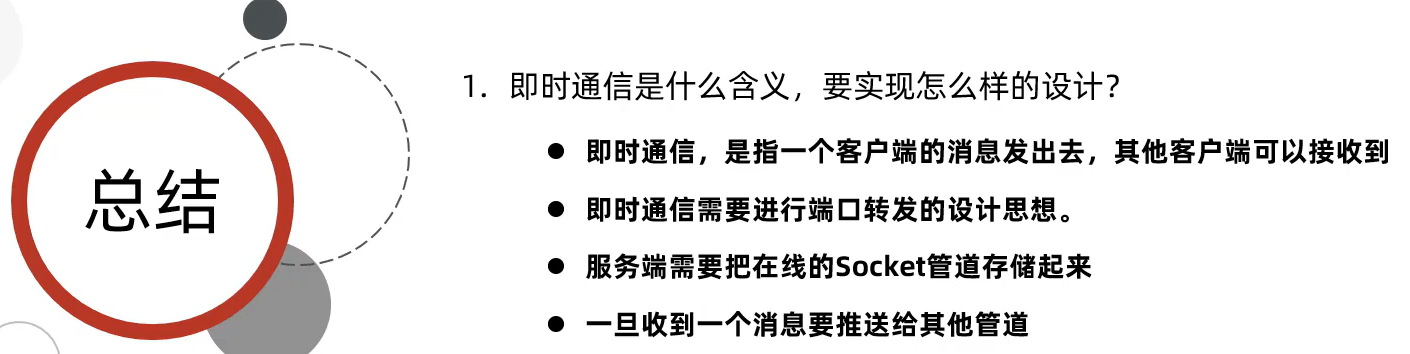 总结
1. 即时通信是什么含义，要实现怎么样的设计？
● 即时通信，是指一个客户端的消息发出去，其他客户端可以接收到
● 即时通信需要进行端口转发的设计思想。
● 服务端需要把在线的Socket管道存储起来
● 一旦收到一个消息要推送给其他管道